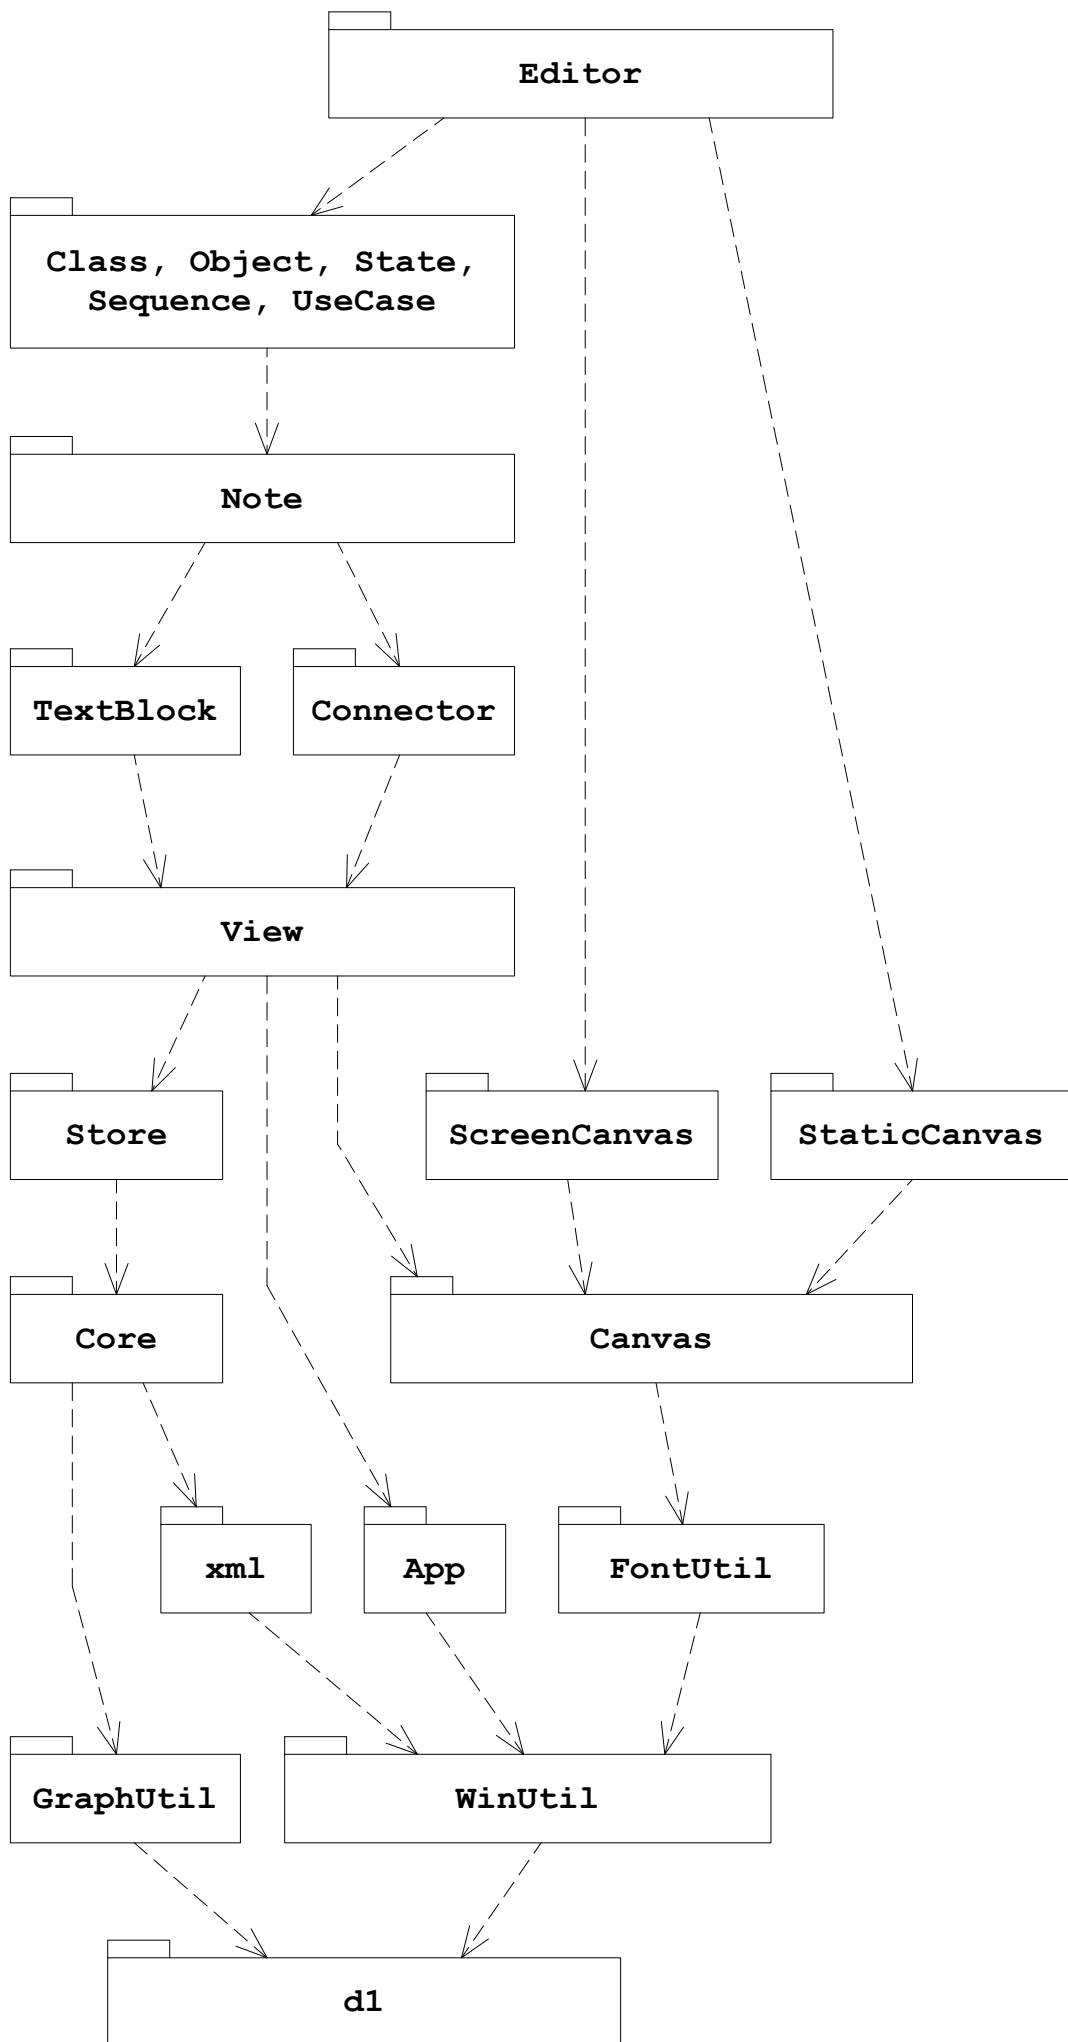 Editor
Class, Object, State,
Sequence, UseCase
Note
TextBlock
Connector
View
Store
ScreenCanvas
StaticCanvas
Core
Canvas
xml
App
FontUtil
GraphUtil
WinUtil
d1